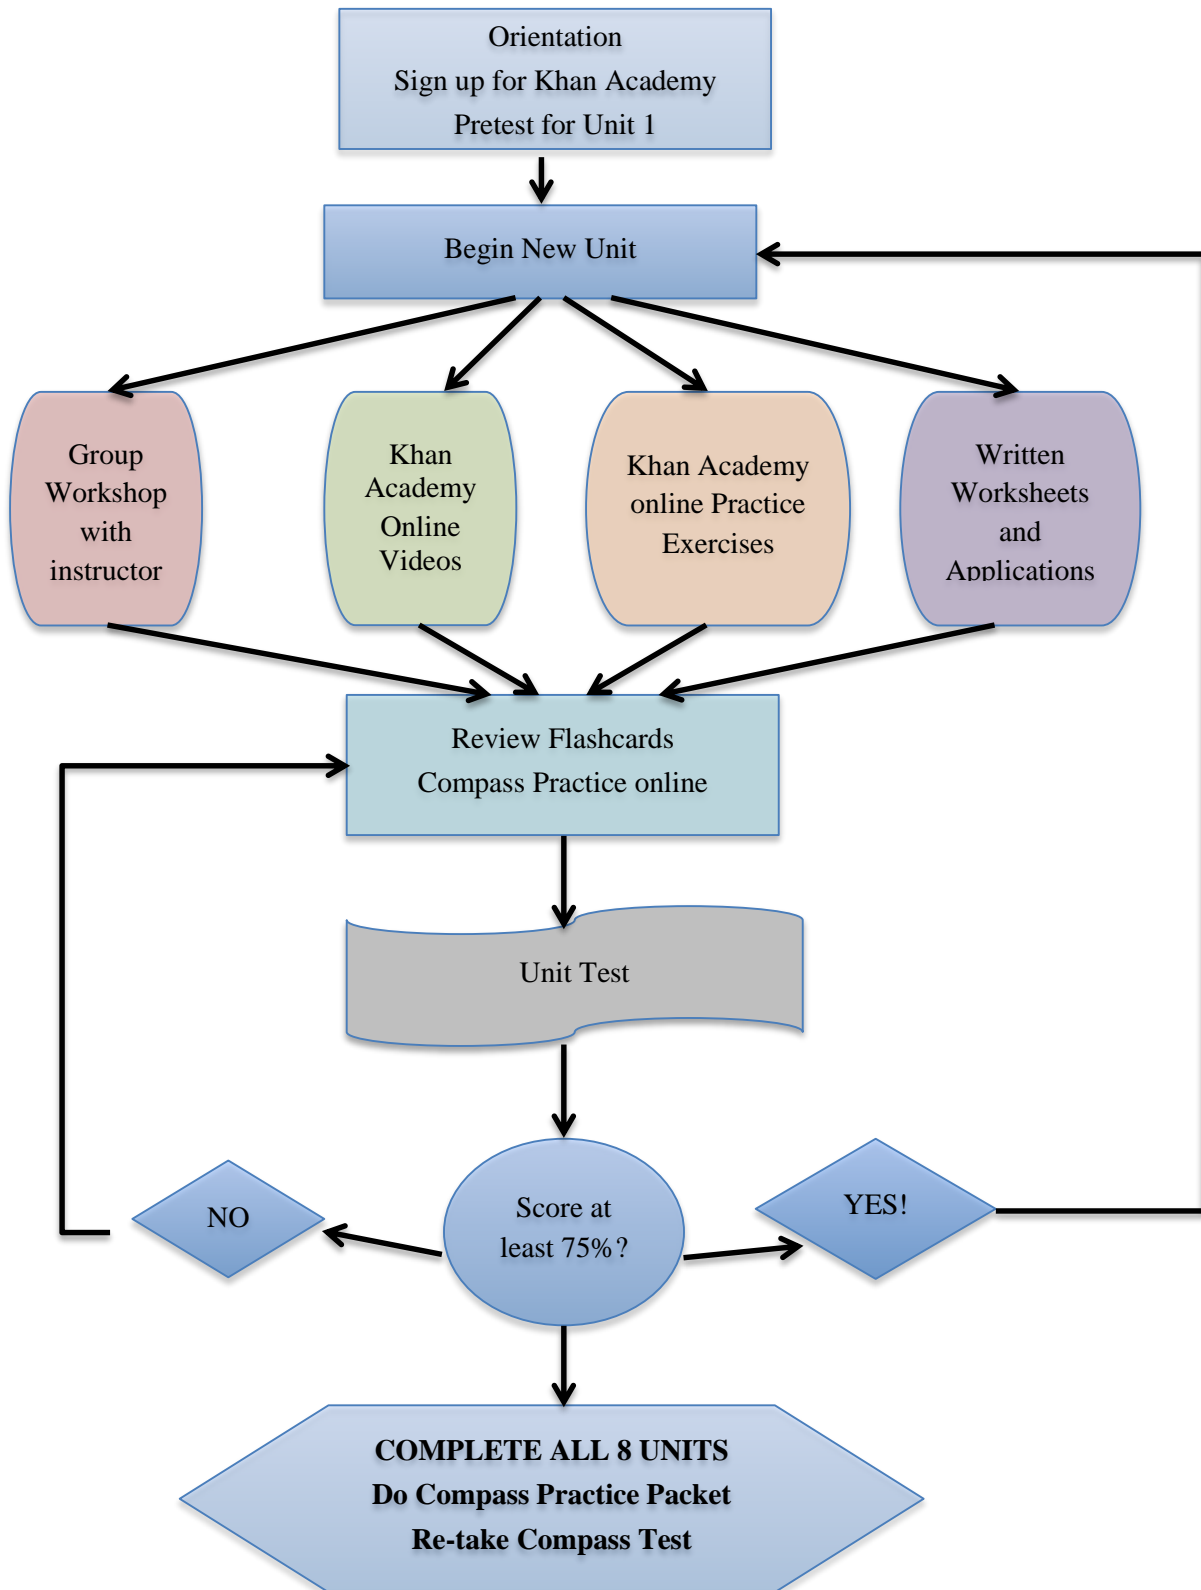 Orientation
Sign up for Khan Academy
Pretest for Unit 1
Begin New Unit
Group
Workshop
with
instructor
Khan
Academy
Online
Videos
Khan Academy
online Practice
Exercises
Written
Worksheets
and
Applications
Review Flashcards
Compass Practice online
Unit Test
NO
Score at
least 75%?
YES!
COMPLETE ALL 8 UNITS
Do Compass Practice Packet
Re-take Compass Test